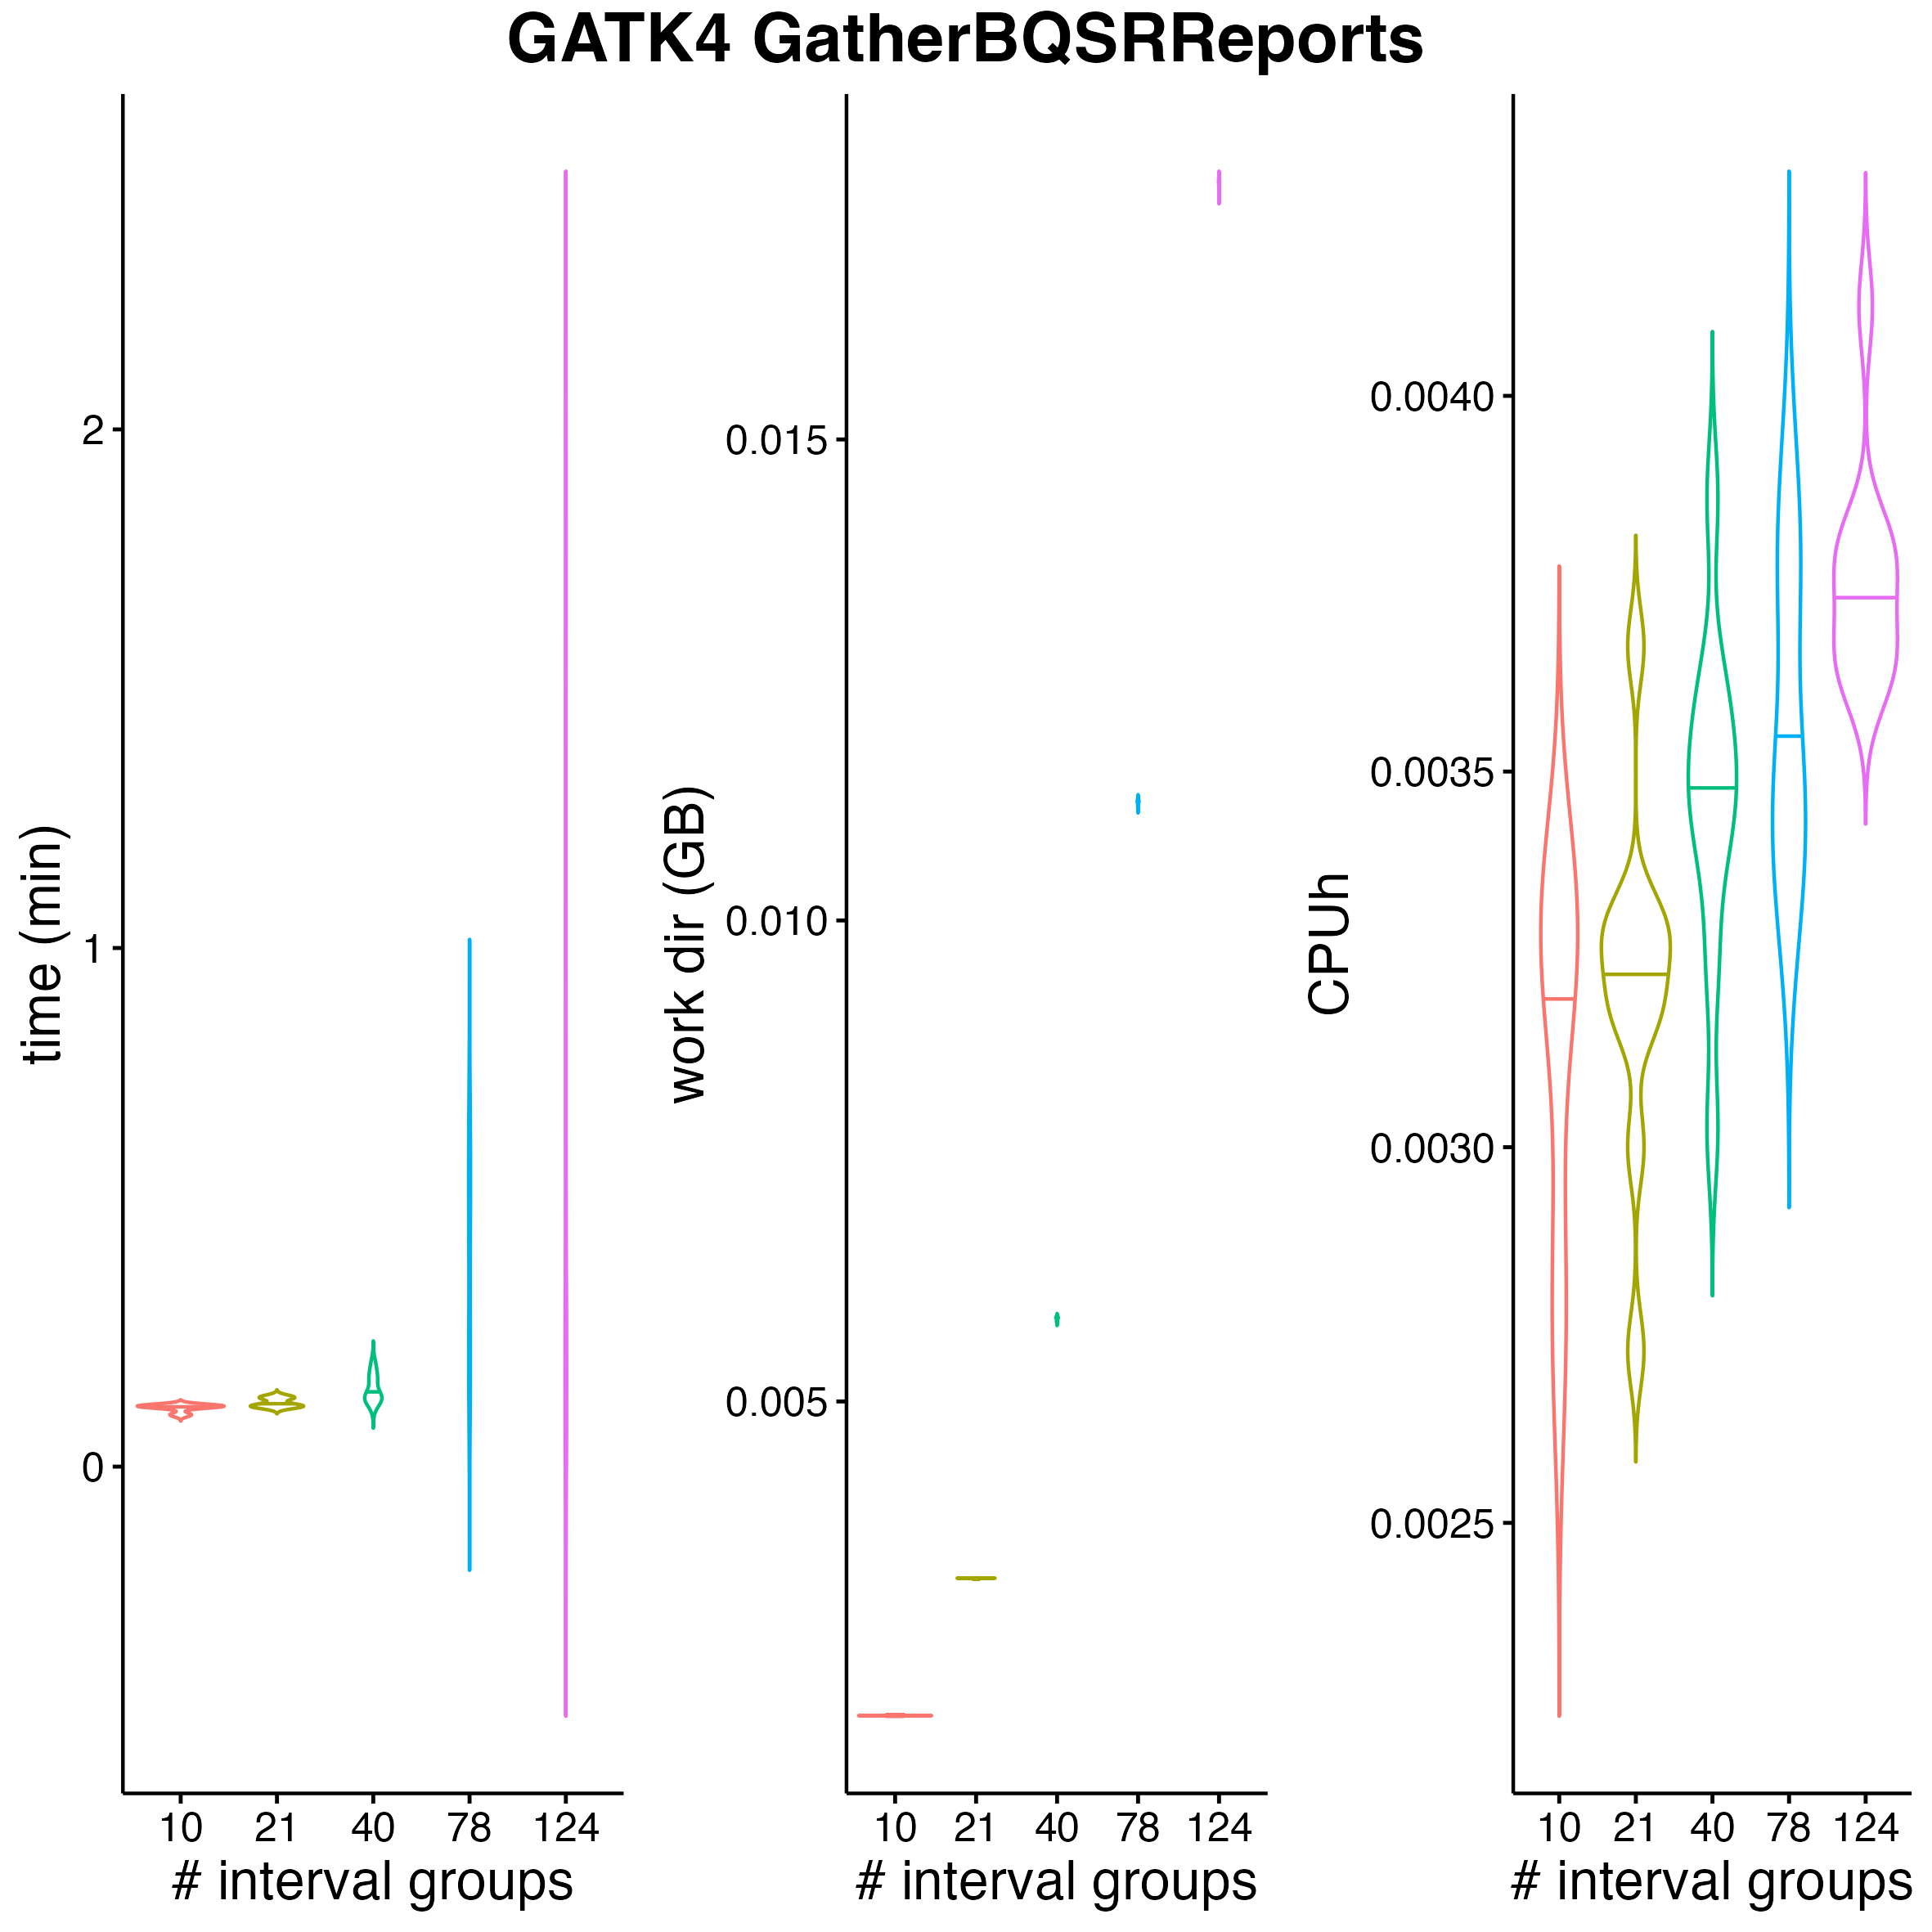 GATK4 GatherBQSRReports
time (min)
2
1
0
10 21 40 78 124
# interval groups
work dir (GB)
0.015
0.010
0.005
10 21 40 78 124
# interval groups
CPUh
0.0040
0.0035
0.0030
0.0025
10 21 40 78 124
# interval groups